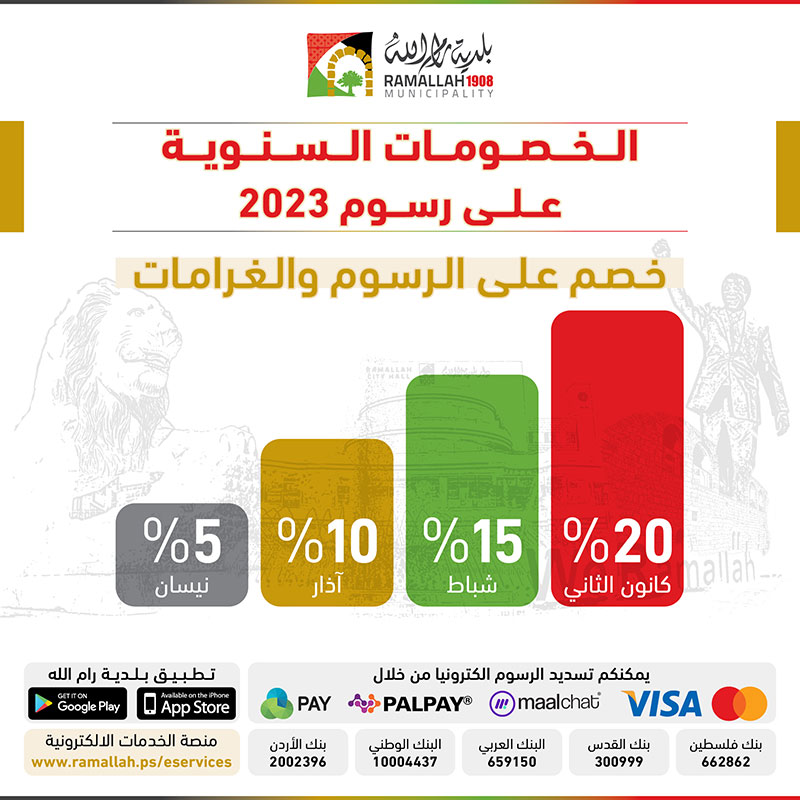 بلدية رام الله
RAMALLAH 1908
MUNICIPALITY
الخصومات السنوية
على رسوم 2023
خصم على الرسوم والغرامات
RAMALLAH
CITY HALL
%20
كانون الثاني
%15
شباط
%10
آذار
%5
نيسان
يمكنكم تسديد الرسوم الكترونيا من خلال
PAY
PALPAY®
maalchat
VISA
تطبيق بلدية رام الله
GET IT ON
Google Play
Available on the iPhone
App Store
بنك فلسطين
662862
بنك القدس
300999
البنك العربي
659150
البنك الوطني
10004437
بنك الأردن
2002396
منصة الخدمات الالكترونية
www.ramallah.ps/eservices